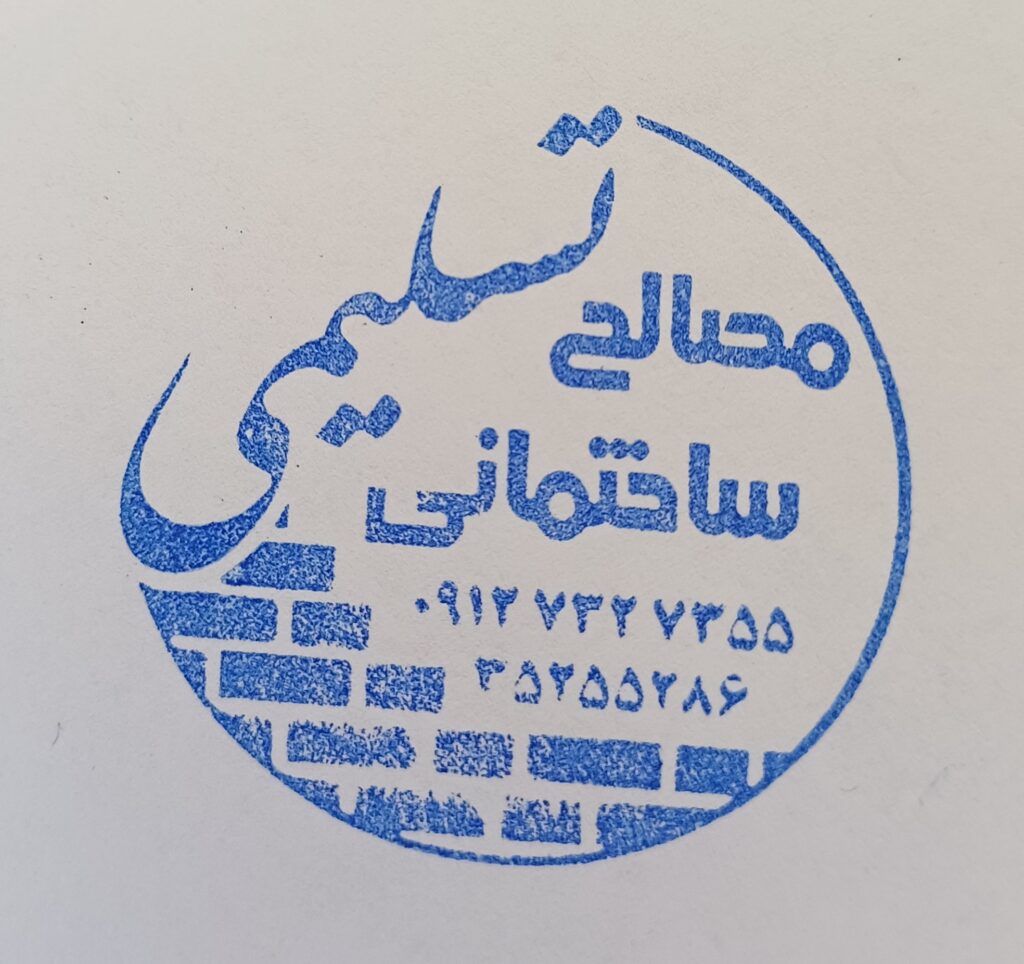 تسلیمی
مصالح
ساختمانی
۰۹۱۲ ۷۳۲ ۷۳۵۵
۳۵۲۵۵۲۸۶